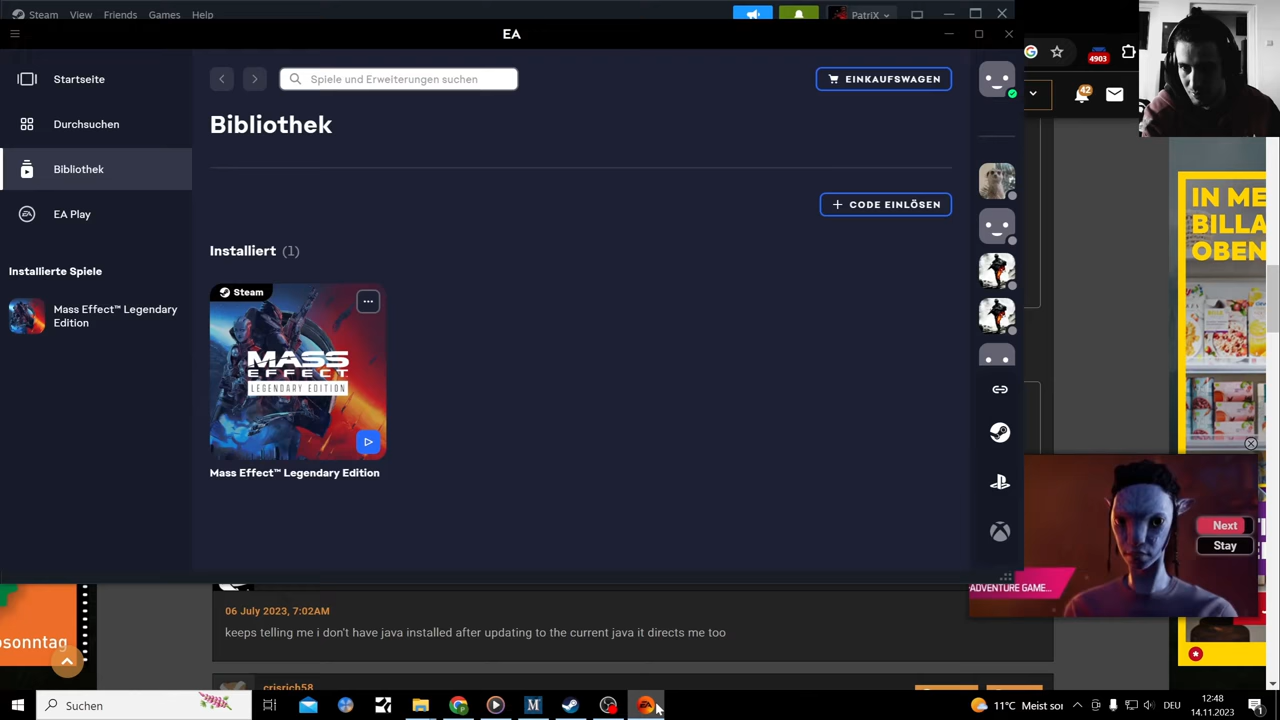 Steam View Friends Games Help
PatriX
EA
Startseite
Durchsuchen
Bibliothek
EA Play
Installierte Spiele
Mass Effect™ Legendary
Edition
Spiele und Erweiterungen suchen
EINKAUFSWAGEN
Bibliothek
CODE EINLÖSEN
Installiert (1)
Steam
MASS
EFFECT
LEGENDARY EDITION
Mass Effect™ Legendary Edition
4903
42
IN ME
BILLA
OBEN
Next
Stay
ADVENTURE GAME...
osonntag
06 July 2023, 7:02AM
keeps telling me i don't have java installed after updating to the current java it directs me too
crisrich58
Suchen
EA
11°C Meist sor
DEU
12:48
14.11.2023
1